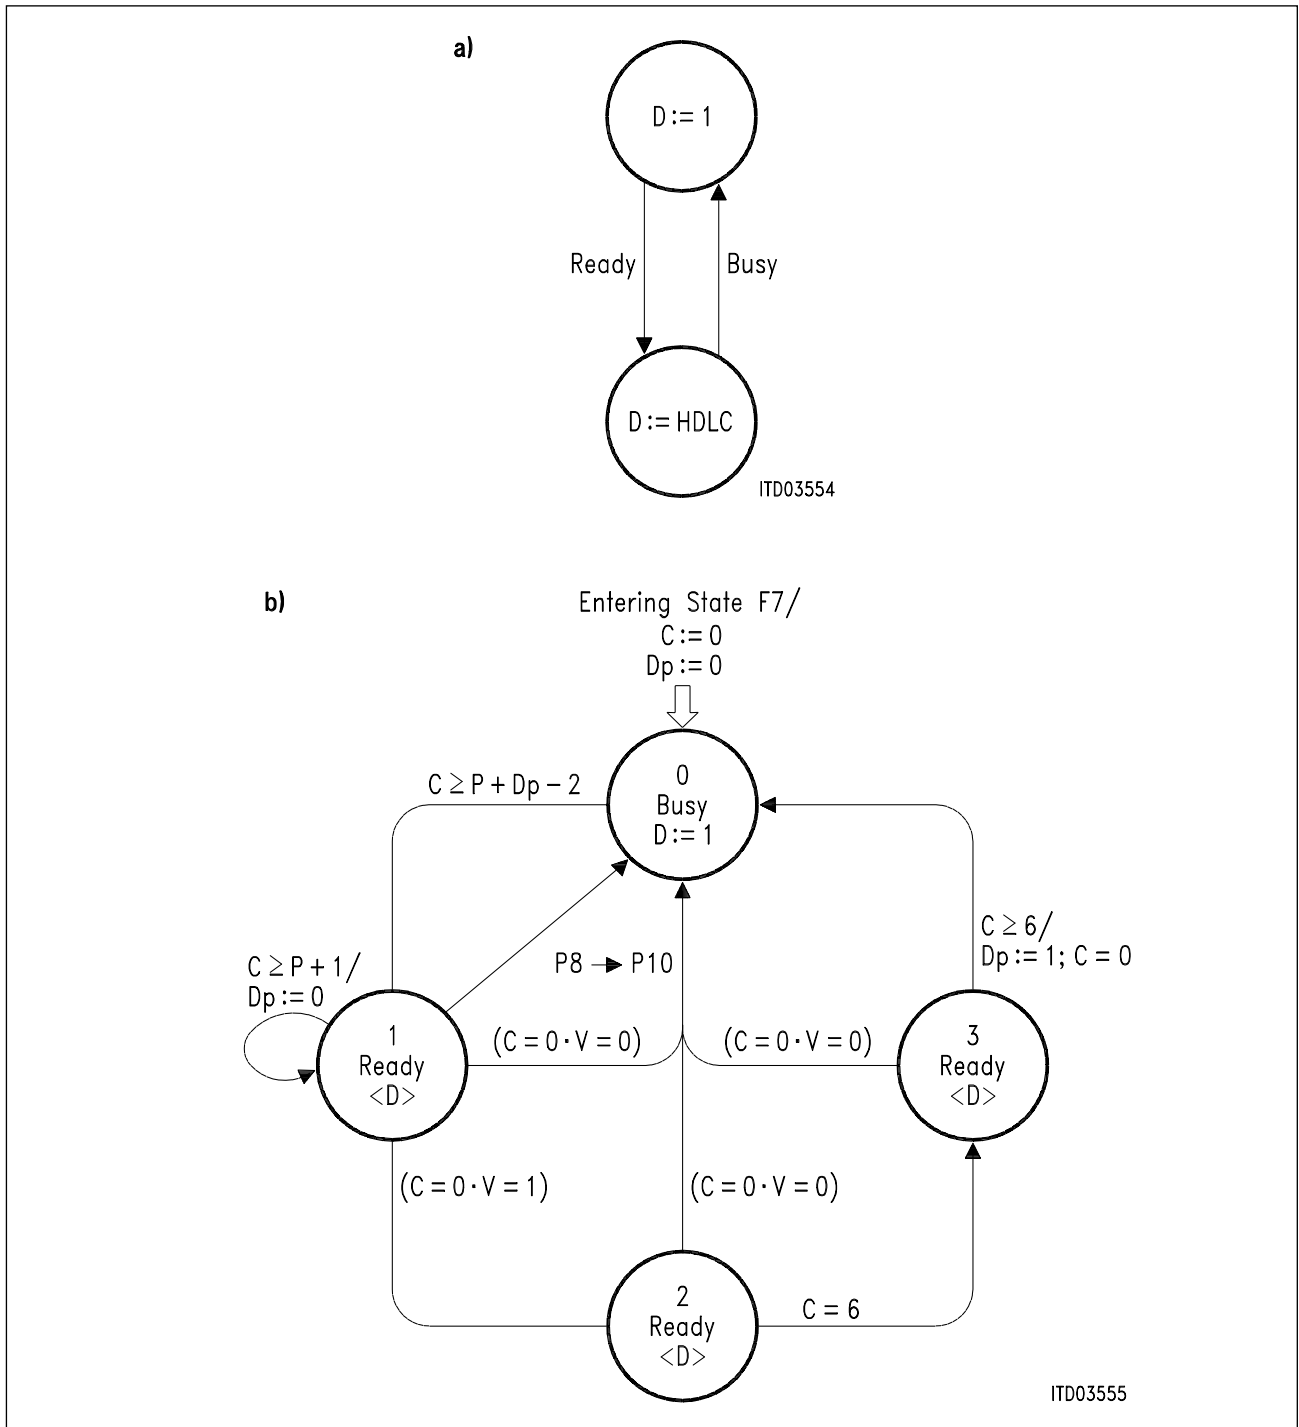 a)
D := 1
Ready
Busy
D := HDLC
ITD03554
b)
Entering State F7/
C := 0
Dp := 0
C ≥ P + Dp − 2
0
Busy
D := 1
C ≥ 6/
Dp := 1; C = 0
C ≥ P + 1/
Dp := 0
P8 → P10
1
Ready
<D>
(C = 0 · V = 0)
(C = 0 · V = 0)
3
Ready
<D>
(C = 0 · V = 1)
(C = 0 · V = 0)
2
Ready
<D>
C = 6
ITD03555